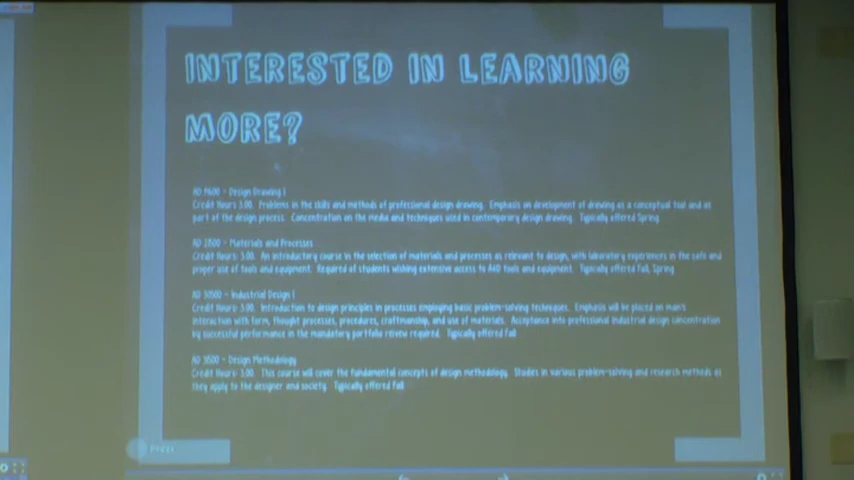 INTERESTED IN LEARNING
MORE?
Design Drawing I
Credit Hours: 3.00. Problems in the skills and methods of professional design drawing. Emphasis on development of drawing as a conceptual tool and as
part of the design process. Concentration on the media and techniques used in contemporary design drawing. Typically offered Spring
Materials and Processes
Credit Hours: 3.00. An introductory course in the selection of materials and processes as relevant to design, with laboratory experiences in the safe and
proper use of tools and equipment. Required of students wishing extensive access to A&D tools and equipment. Typically offered Fall, Spring
AD 30500 - Industrial Design I
Credit Hours: 3.00. Introduction to design principles in processes employing basic problem-solving techniques. Emphasis will be placed on man's
interaction with form, thought processes, procedures, craftmanship, and use of materials. Acceptance into professional industrial design concentration
by successful performance in the mandatory portfolio review required. Typically offered Fall
Design Methodology
Credit Hours: 3.00. This course will cover the fundamental concepts of design methodology. Studies in various problem-solving and research methods as
they apply to the designer and society. Typically offered Fall
PREZI